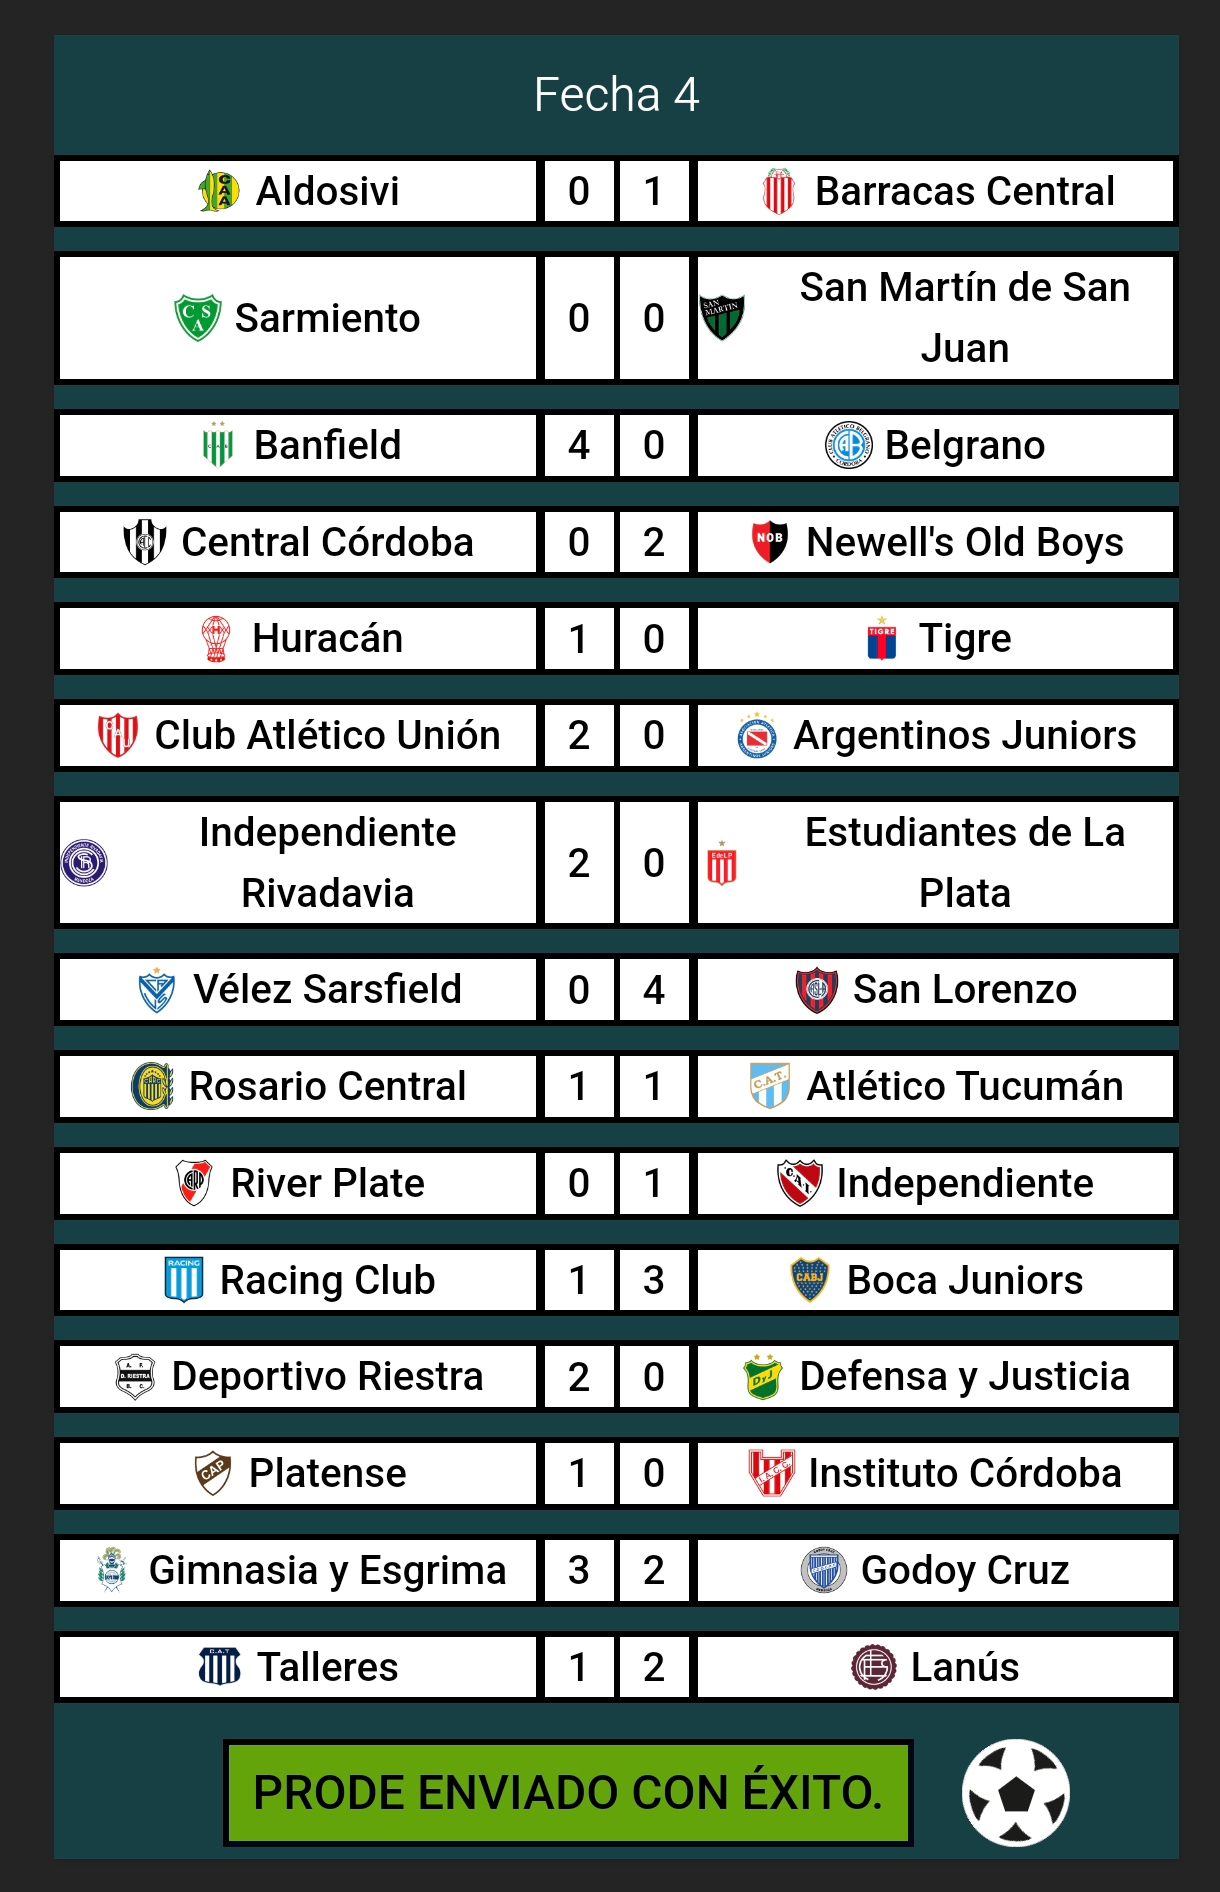 Fecha 4
Aldosivi 0 1 Barracas Central
Sarmiento 0 0 San Martín de San
Juan
Banfield 4 0 Belgrano
Central Córdoba 0 2 Newell's Old Boys
Huracán 1 0 Tigre
Club Atlético Unión 2 0 Argentinos Juniors
Independiente
Rivadavia 2 0 Estudiantes de La
Plata
Vélez Sarsfield 0 4 San Lorenzo
Rosario Central 1 1 Atlético Tucumán
River Plate 0 1 Independiente
Racing Club 1 3 Boca Juniors
Deportivo Riestra 2 0 Defensa y Justicia
Platense 1 0 Instituto Córdoba
Gimnasia y Esgrima 3 2 Godoy Cruz
Talleres 1 2 Lanús
PRODE ENVIADO CON ÉXITO.